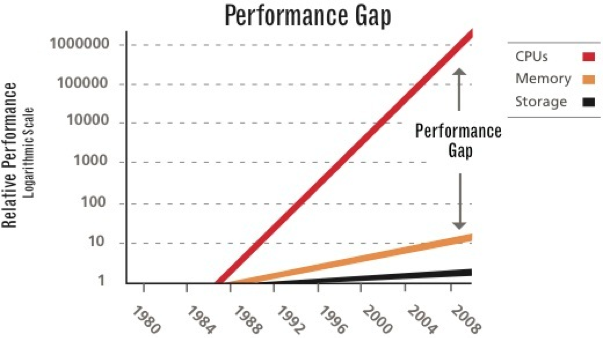 Performance Gap
Relative Performance
Logarithmic Scale
1000000
100000
10000
1000
100
10
1
1980
1984
1988
1992
1996
2000
2004
2008
Performance
Gap
CPUs
Memory
Storage